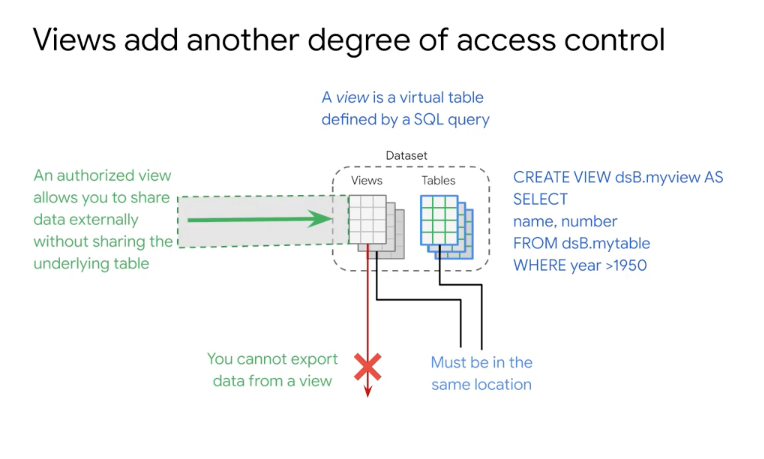 Views add another degree of access control
A view is a virtual table
defined by a SQL query
Dataset
Views
Tables
An authorized view
allows you to share
data externally
without sharing the
underlying table
CREATE VIEW dsB.myview AS
SELECT
name, number
FROM dsB.mytable
WHERE year >1950
You cannot export
data from a view
Must be in the
same location